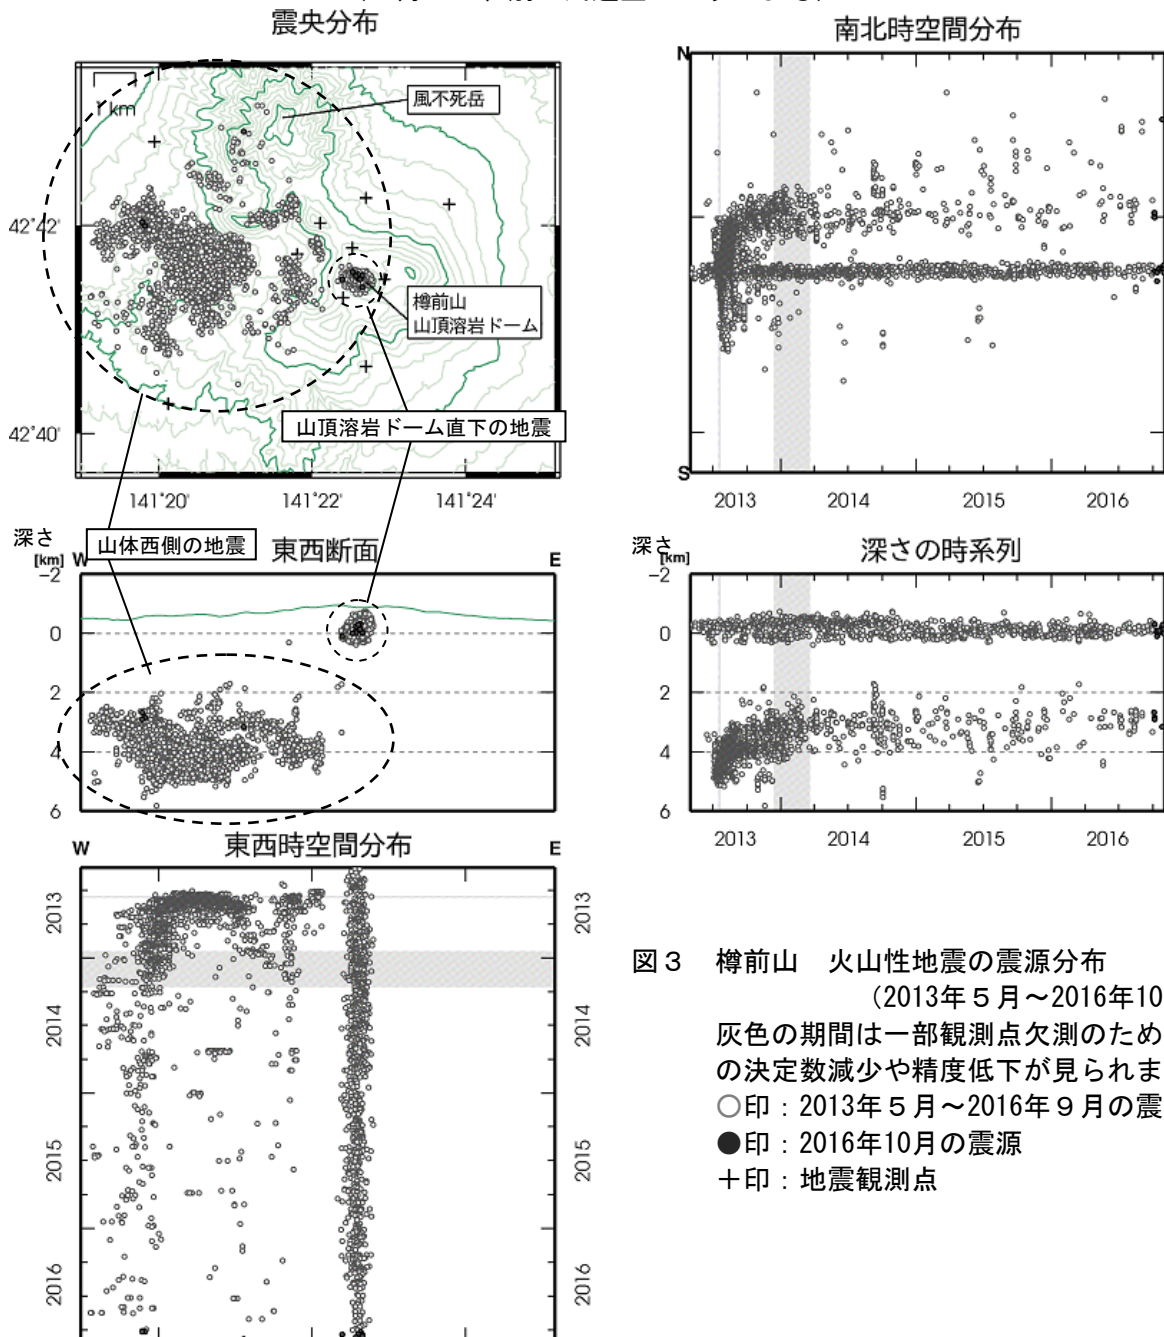 震央分布
1 km
風不死岳
樽前山
山頂溶岩ドーム
42°42'
42°40'
141°20'
141°22'
141°24'
山頂溶岩ドーム直下の地震
山体西側の地震
南北時空間分布
N
S
2013
2014
2015
2016
東西断面
深さ
[km]
W
E
-2
0
2
4
6
深さの時系列
深さ
[km]
-2
0
2
4
6
2013
2014
2015
2016
東西時空間分布
W
E
2013
2014
2015
2016
2013
2014
2015
2016
図3 樽前山 火山性地震の震源分布
(2013年5月~2016年10
灰色の期間は一部観測点欠測のため
の決定数減少や精度低下が見られま
○印:2013年5月~2016年9月の震
●印:2016年10月の震源
+印:地震観測点